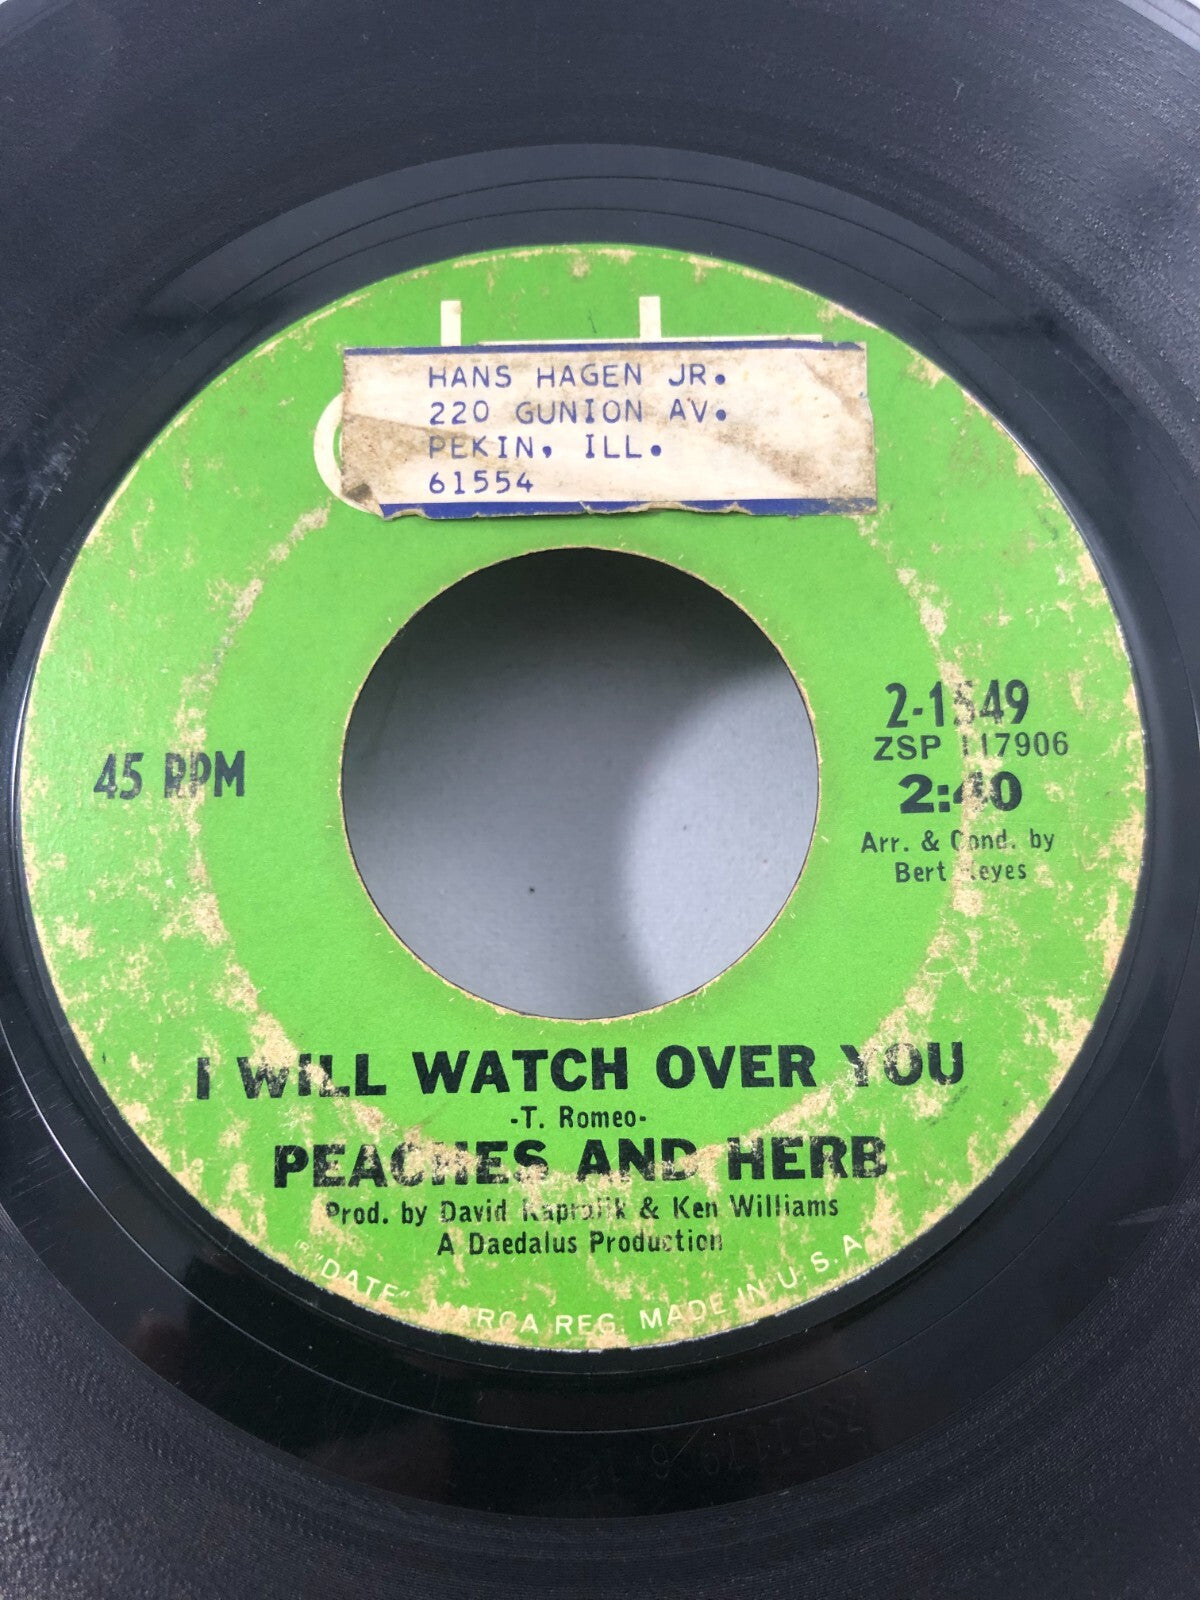 HANS HAGEN JR.
220 GUNION AV.
PEKIN, ILL.
61554
45 RPM
2-1549
ZSP 117906
2:40
Arr. & Cond. by
Bert Keyes
I WILL WATCH OVER YOU
-T. Romeo-
PEACHES AND HERB
Prod. by David Kapralik & Ken Williams
A Daedalus Production
"DATE" MARCA REG. MADE IN U.S.A.